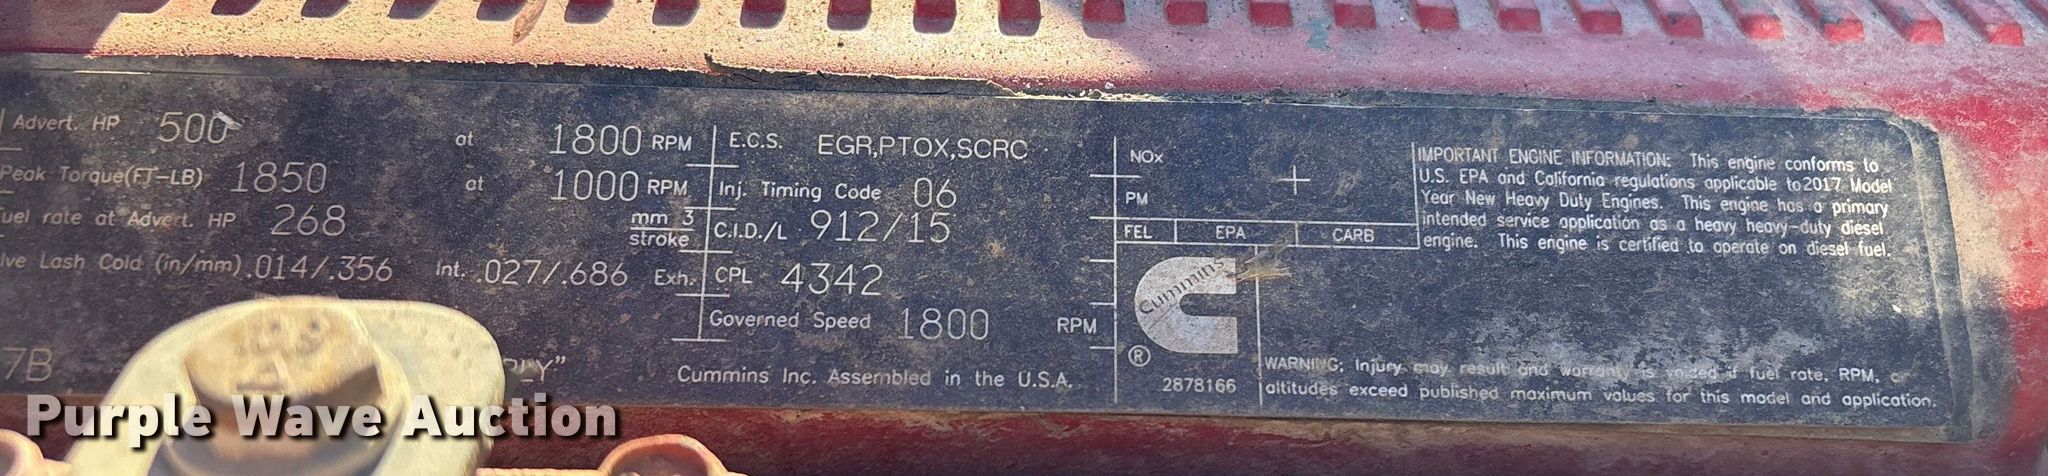 Advert. HP 500 at 1800 RPM
Peak Torque(FT-LB) 1850 at 1000 RPM
uel rate at Advert. HP 268 mm 3
stroke
lve Lash Cold (in/mm) .014/.356 Int. .027/.686 Exh.
7B
E.C.S. EGR,PTOX,SCRC
Inj. Timing Code 06
C.I.D./L 912/15
CPL 4342
Governed Speed 1800 RPM
Cummins Inc. Assembled in the U.S.A.
NOx
PM
FEL EPA CARB
Cummins
®
2878166
IMPORTANT ENGINE INFORMATION: This engine conforms to
U.S. EPA and California regulations applicable to 2017 Model
Year New Heavy Duty Engines. This engine has a primary
intended service application as a heavy heavy-duty diesel
engine. This engine is certified to operate on diesel fuel.
WARNING: Injury may result and warranty is voided if fuel rate, RPM, or
altitudes exceed published maximum values for this model and application.
Purple Wave Auction